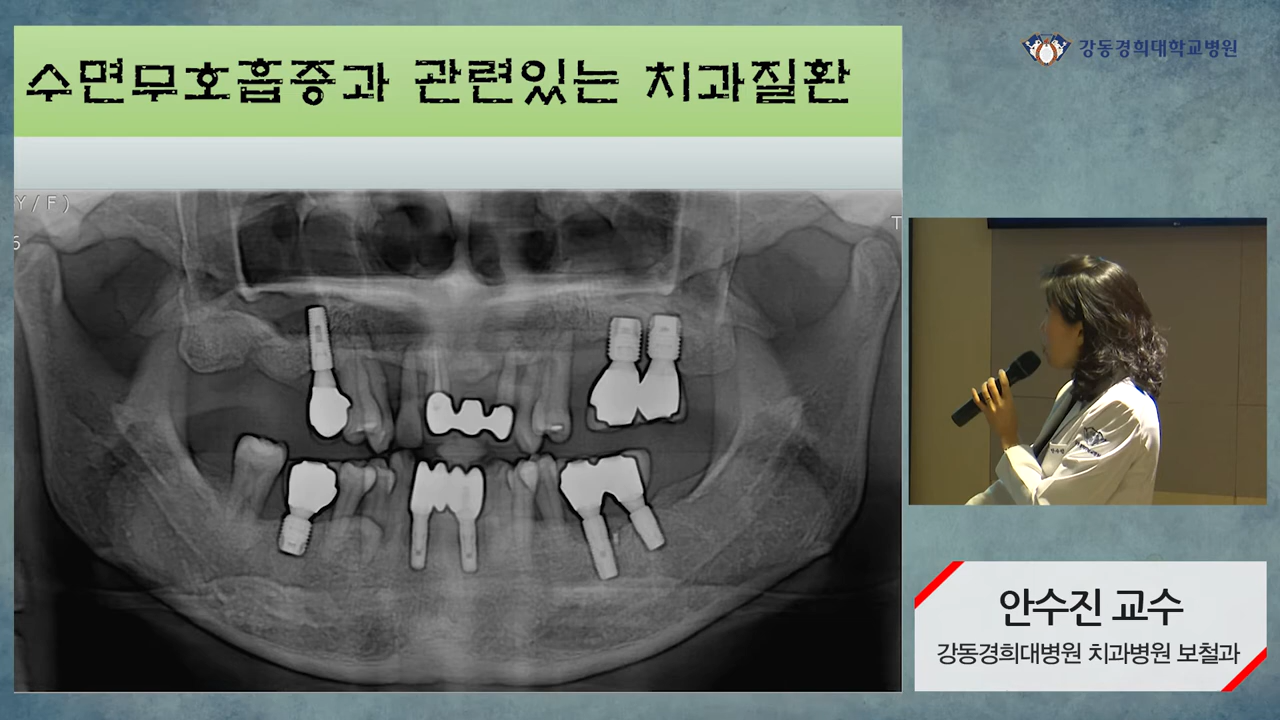 수면무호흡증과 관련있는 치과질환
강동경희대학교병원
Y/F)
T
6
안수진 교수
강동경희대병원 치과병원 보철과